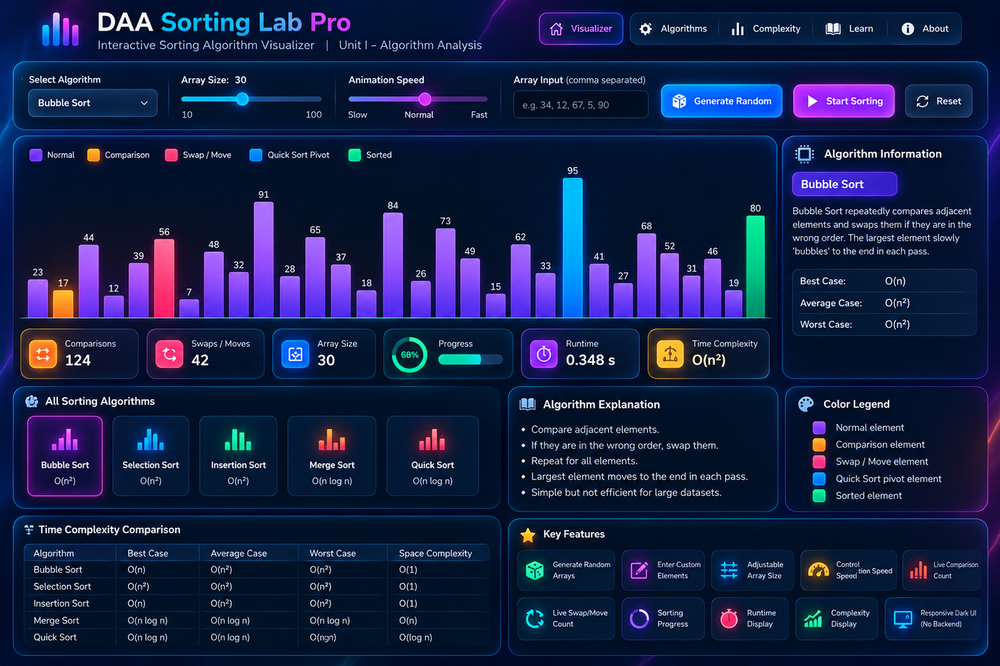 DAA Sorting Lab Pro
Interactive Sorting Algorithm Visualizer | Unit I – Algorithm Analysis
Visualizer
Algorithms
Complexity
Learn
About
Select Algorithm
Bubble Sort
Array Size: 30
10 100
Animation Speed
Slow Normal Fast
Array Input (comma separated)
e.g. 34, 12, 67, 5, 90
Generate Random
Start Sorting
Reset
Normal
Comparison
Swap / Move
Quick Sort Pivot
Sorted
23 17 44 12 39 56 7 48 32 91 28 65 37 18 84 26 73 49 15 62 33 95 41 27 68 52 31 46 19 80
Comparisons
124
Swaps / Moves
42
Array Size
30
68%
Progress
Runtime
0.348 s
Time Complexity
O(n²)
Algorithm Information
Bubble Sort
Bubble Sort repeatedly compares adjacent
elements and swaps them if they are in the
wrong order. The largest element slowly
'bubbles' to the end in each pass.
Best Case: O(n)
Average Case: O(n²)
Worst Case: O(n²)
All Sorting Algorithms
Bubble Sort
O(n²)
Selection Sort
O(n²)
Insertion Sort
O(n²)
Merge Sort
O(n log n)
Quick Sort
O(n log n)
Algorithm Explanation
• Compare adjacent elements.
• If they are in the wrong order, swap them.
• Repeat for all elements.
• Largest element moves to the end in each pass.
• Simple but not efficient for large datasets.
Color Legend
Normal element
Comparison element
Swap / Move element
Quick Sort pivot element
Sorted element
Time Complexity Comparison
Algorithm Best Case Average Case Worst Case Space Complexity
Bubble Sort O(n) O(n²) O(n²) O(1)
Selection Sort O(n²) O(n²) O(n²) O(1)
Insertion Sort O(n) O(n²) O(n²) O(1)
Merge Sort O(n log n) O(n log n) O(n log n) O(n)
Quick Sort O(n log n) O(n log n) O(log n)
Key Features
Generate Random
Arrays
Enter Custom
Elements
Adjustable
Array Size
Control
Speed tion Speed
Live Comparison
Count
Live Swap/Move
Count
Sorting
Progress
Runtime
Display
Complexity
Display
Responsive Dark UI
(No Backend)